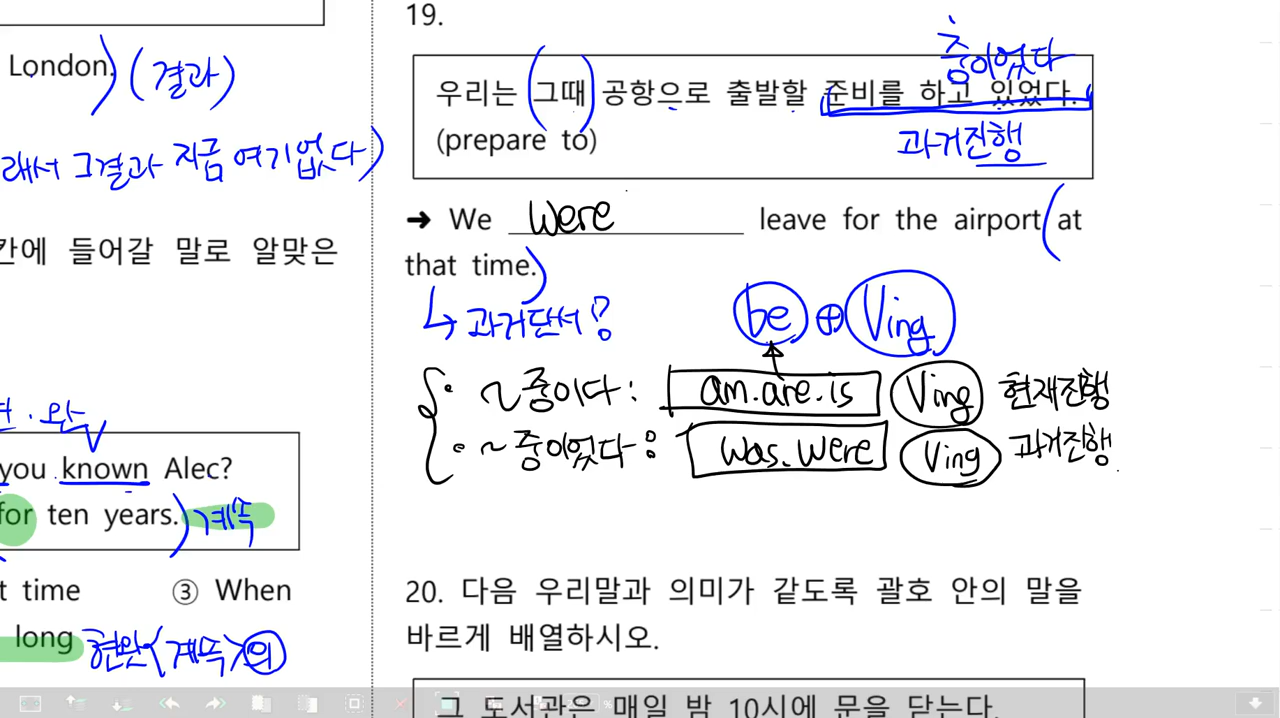 London.) (결과)
래서 그결과 지금 여기없다)
칸에 들어갈 말로 알맞은
you known Alec?
for ten years.) 계속
t time ③ When
long 현완(계속)의
19.
중이었다
우리는 (그때) 공항으로 출발할 준비를 하고 있었다.
(prepare to) 과거진행
➜ We were leave for the airport (at
that time.)
↳ 과거단서! be ⊕ Ving
· ~중이다: am.are.is Ving 현재진행
· ~중이었다: was.were Ving 과거진행
20. 다음 우리말과 의미가 같도록 괄호 안의 말을
바르게 배열하시오.
그 도서관은 매일 밤 10시에 문을 닫는다.